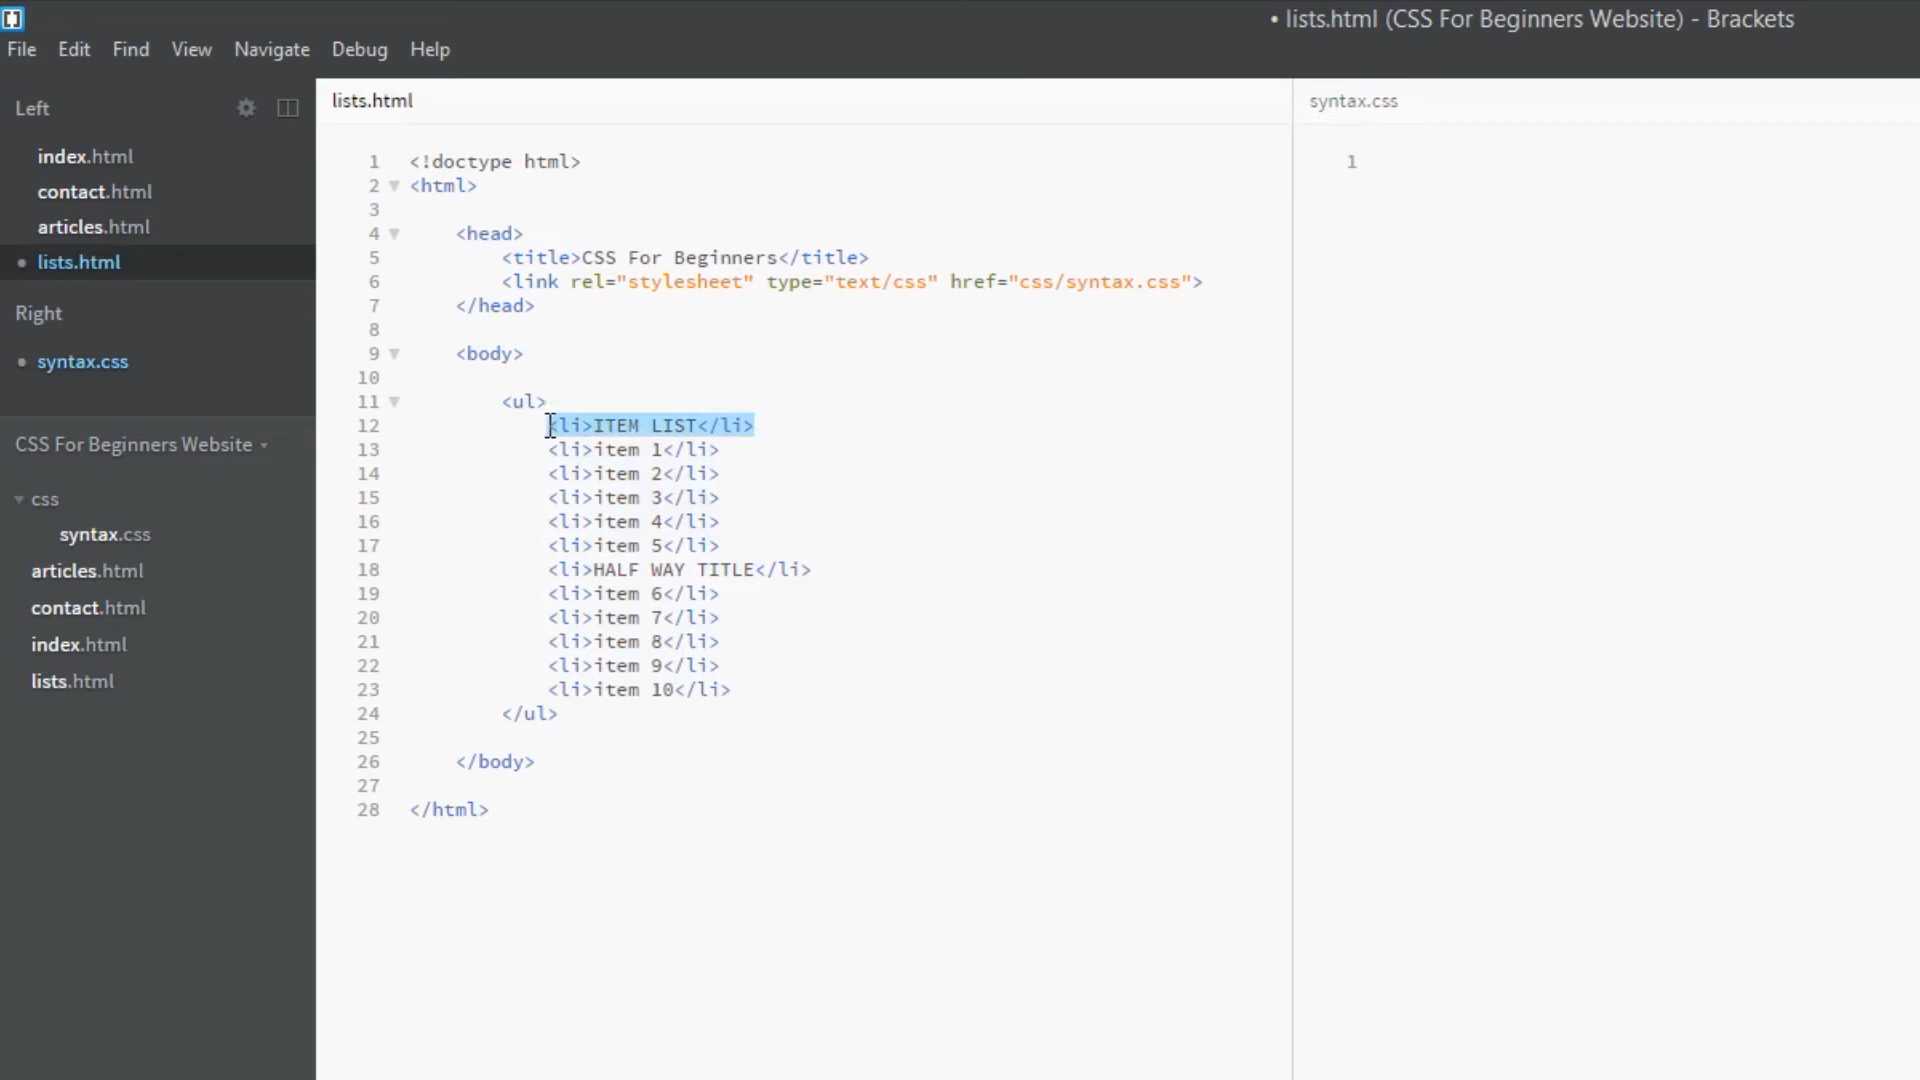 • lists.html (CSS For Beginners Website) - Brackets
File Edit Find View Navigate Debug Help
Left
index.html
contact.html
articles.html
• lists.html
Right
• syntax.css
CSS For Beginners Website
css
syntax.css
articles.html
contact.html
index.html
lists.html
lists.html
1 <!doctype html>
2 <html>
3
4 <head>
5 <title>CSS For Beginners</title>
6 <link rel="stylesheet" type="text/css" href="css/syntax.css">
7 </head>
8
9 <body>
10
11 <ul>
12 <li>ITEM LIST</li>
13 <li>item 1</li>
14 <li>item 2</li>
15 <li>item 3</li>
16 <li>item 4</li>
17 <li>item 5</li>
18 <li>HALF WAY TITLE</li>
19 <li>item 6</li>
20 <li>item 7</li>
21 <li>item 8</li>
22 <li>item 9</li>
23 <li>item 10</li>
24 </ul>
25
26 </body>
27
28 </html>
syntax.css
1